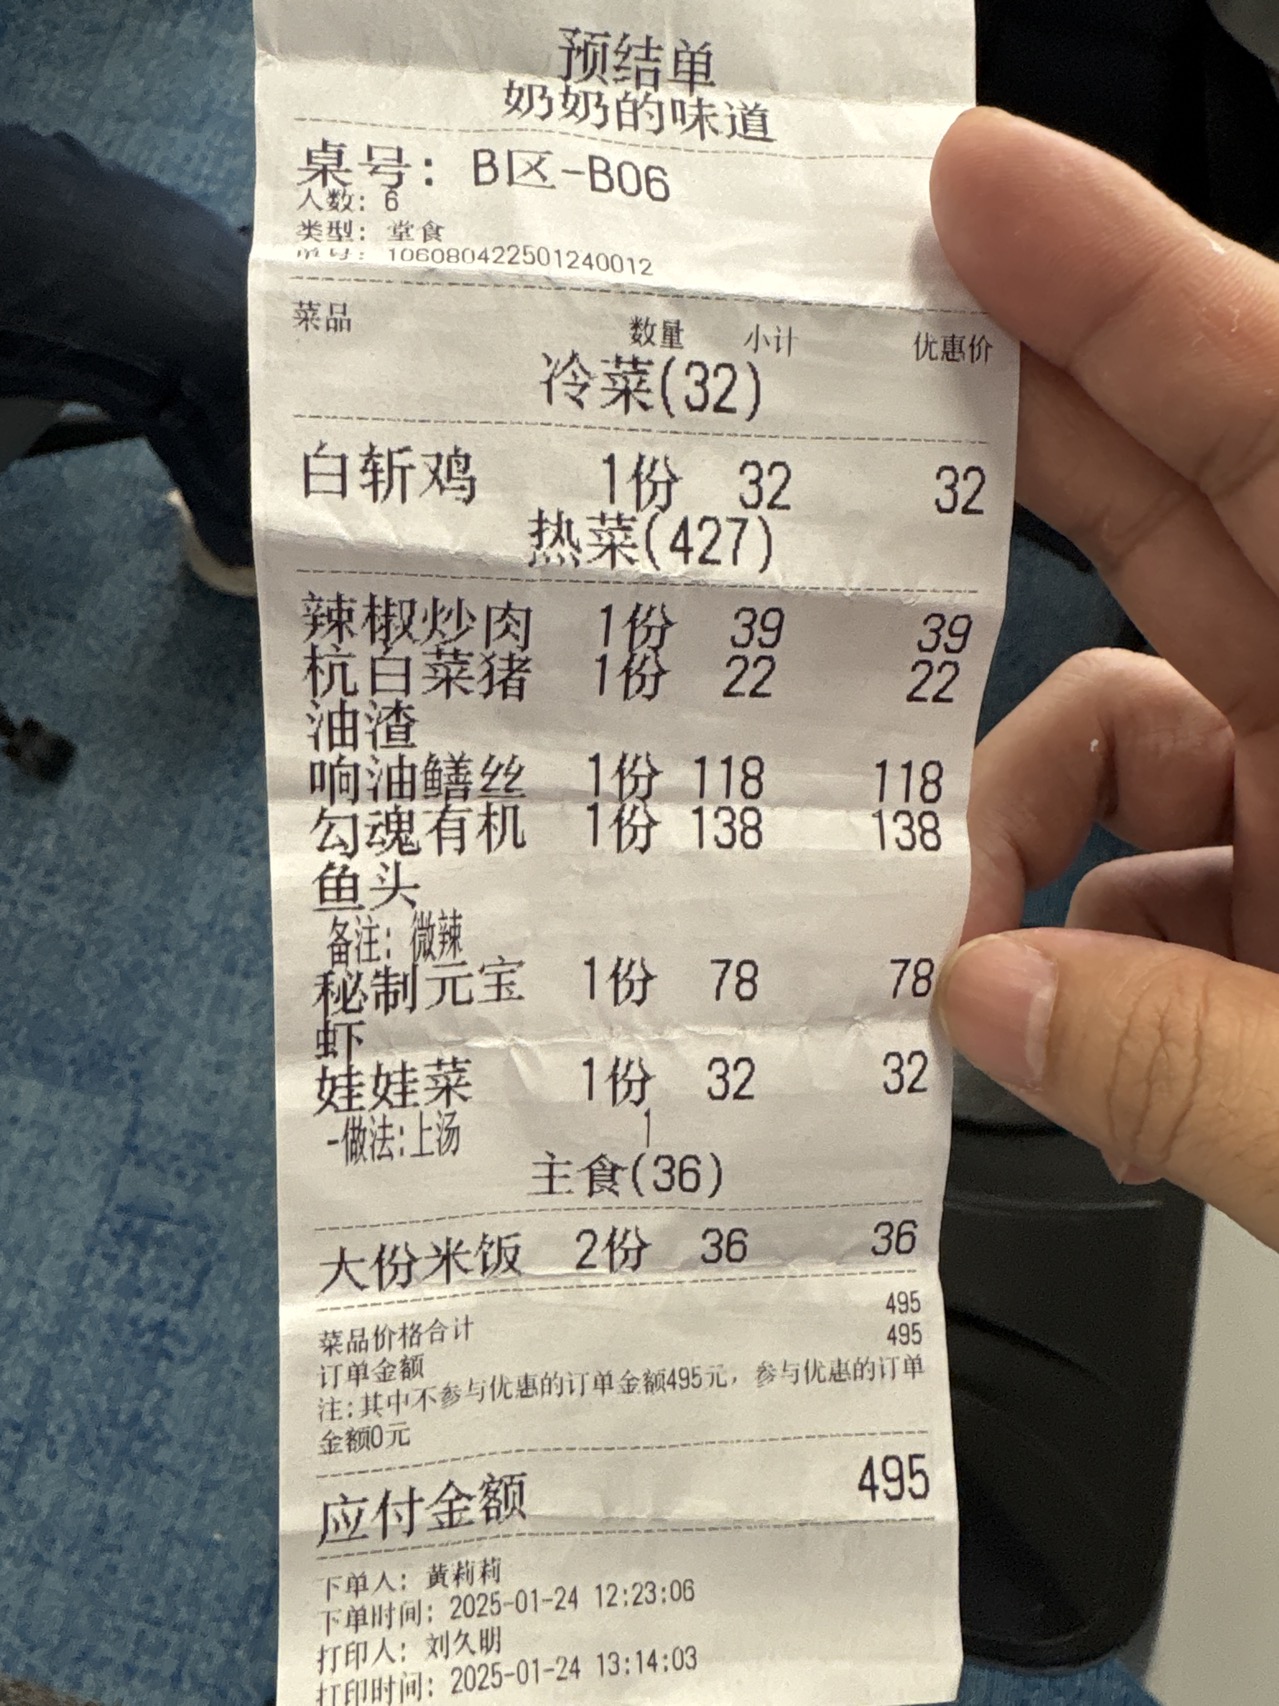 预结单
奶奶的味道
桌号: B区-B06
人数: 6
类型: 堂食
单号: 106080422501240012
菜品 数量 小计 优惠价
冷菜(32)
白斩鸡 1份 32 32
热菜(427)
辣椒炒肉 1份 39 39
杭白菜猪 1份 22 22
油渣
响油鳝丝 1份 118 118
勾魂有机 1份 138 138
鱼头
备注: 微辣
秘制元宝 1份 78 78
虾
娃娃菜 1份 32 32
-做法:上汤 1
主食(36)
大份米饭 2份 36 36
菜品价格合计 495
订单金额 495
注:其中不参与优惠的订单金额495元, 参与优惠的订单
金额0元
应付金额 495
下单人: 黄莉莉
下单时间: 2025-01-24 12:23:06
打印人: 刘久明
打印时间: 2025-01-24 13:14:03